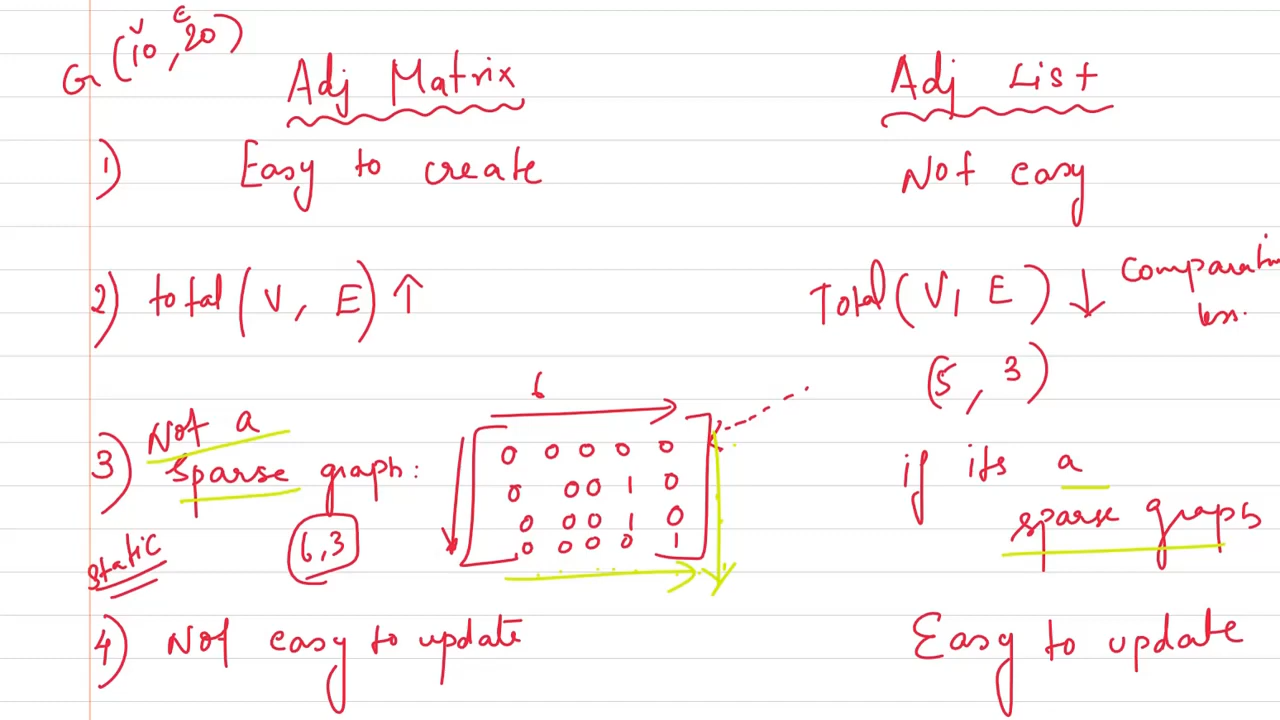 G (10, 20)
V E
Adj Matrix
Adj List
1) Easy to create
Not easy
2) total (V, E) ↑
Total (V, E) ↓
less.
(5, 3)
6
3) Not a
sparse graph:
0 0 0 0 0
0 0 0 1 0
0 0 0 1 0
0 0 0 0 1
if its a
sparse graph
static
6,3
4) Not easy to update
Easy to update